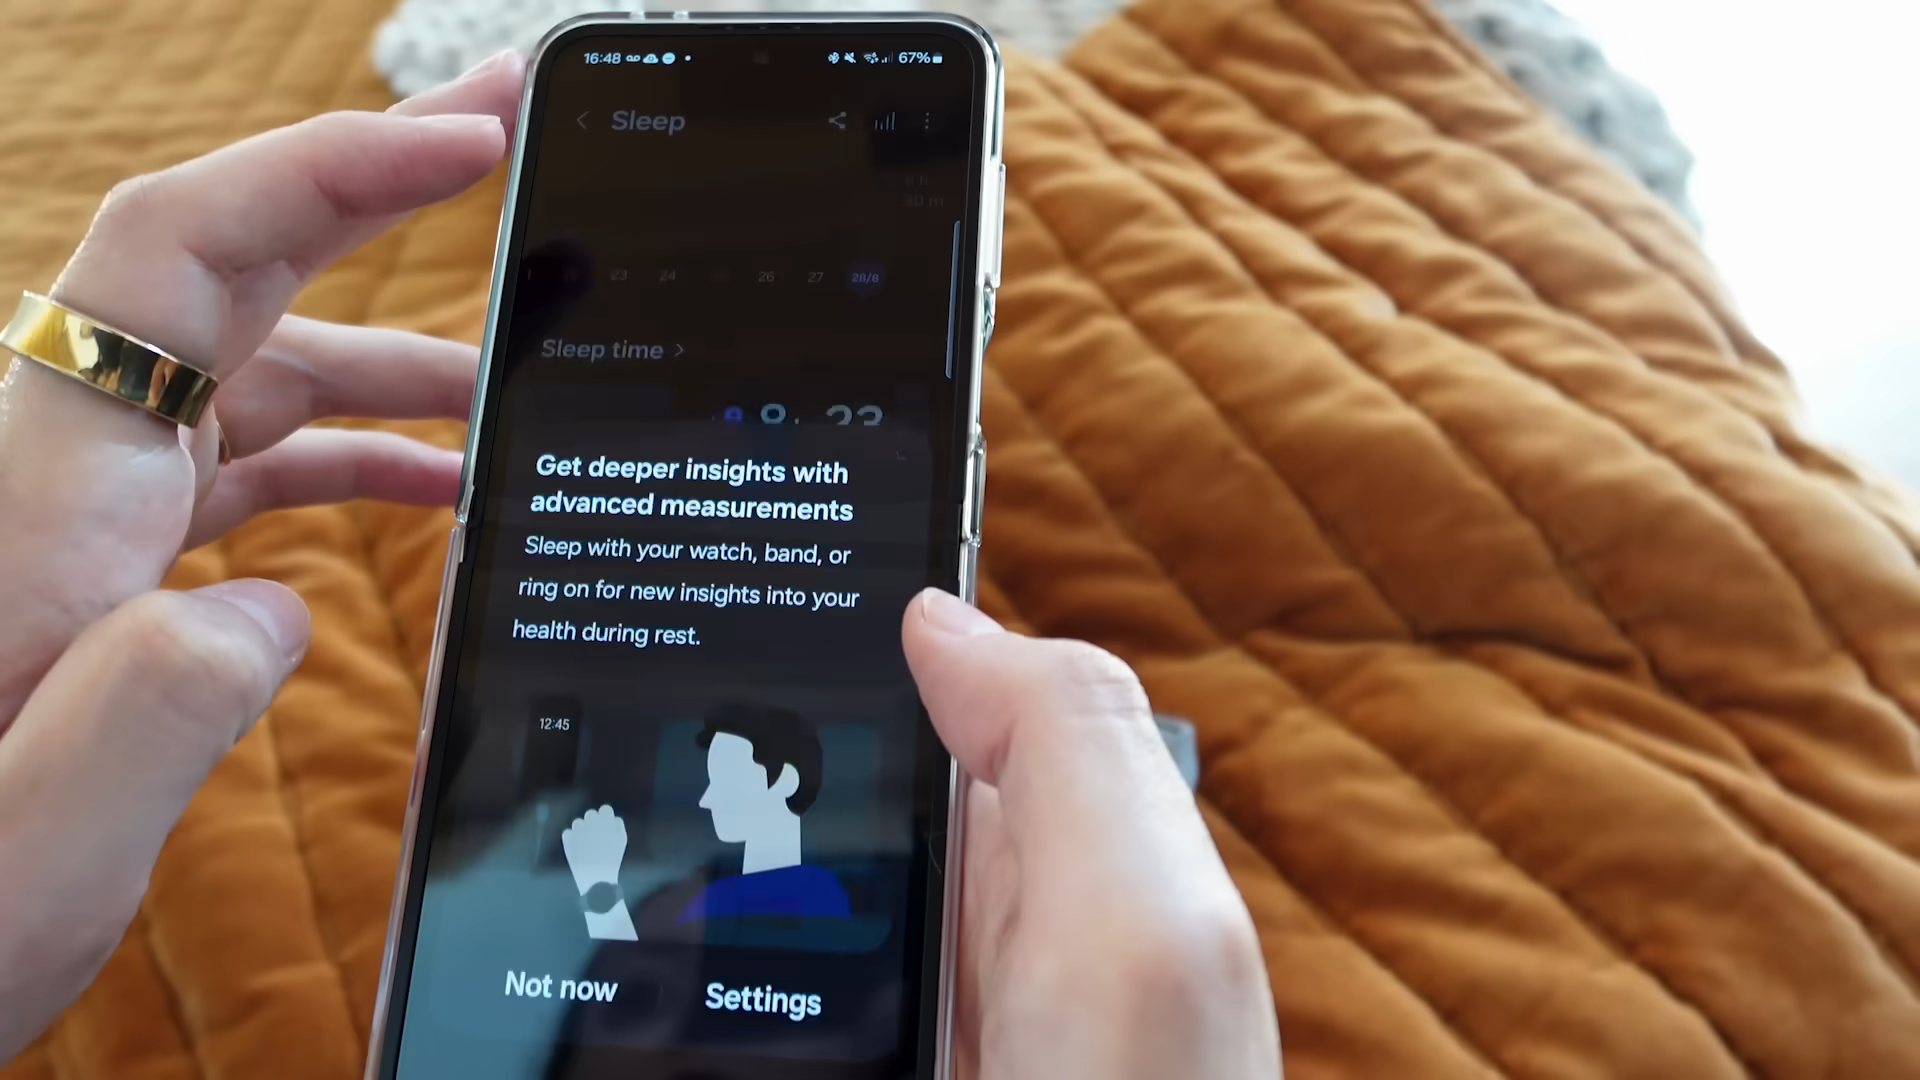 16:48
67%
Sleep
30 m
23 24 26 27 28/8
Sleep time >
Get deeper insights with
advanced measurements
Sleep with your watch, band, or
ring on for new insights into your
health during rest.
12:45
Not now Settings